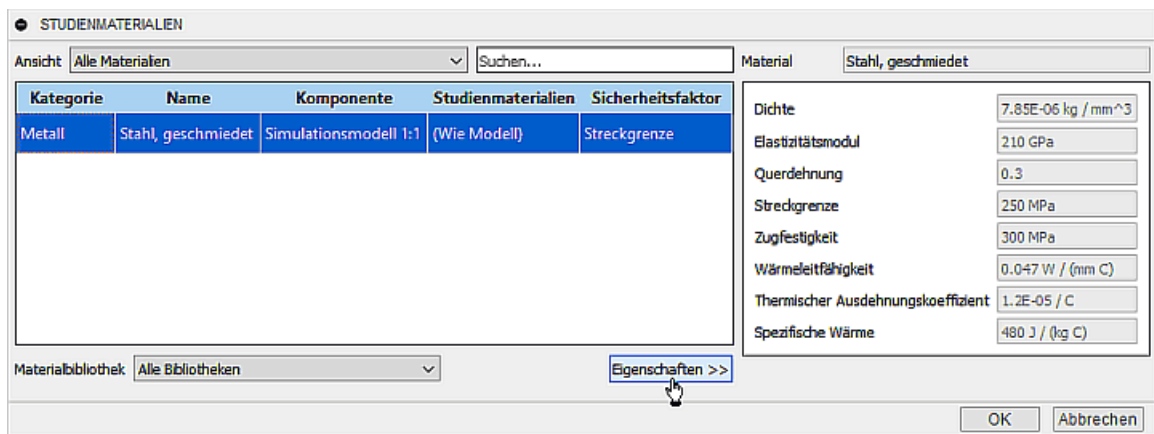 STUDIENMATERIALIEN
Ansicht Alle Materialien Suchen... Material Stahl, geschmiedet
Kategorie Name Komponente Studienmaterialien Sicherheitsfaktor
Metall Stahl, geschmiedet Simulationsmodell 1:1 (Wie Modell) Streckgrenze
Dichte 7.85E-06 kg / mm^3
Elastizitätsmodul 210 GPa
Querdehnung 0.3
Streckgrenze 250 MPa
Zugfestigkeit 300 MPa
Wärmeleitfähigkeit 0.047 W / (mm C)
Thermischer Ausdehnungskoeffizient 1.2E-05 / C
Spezifische Wärme 480 J / (kg C)
Materialbibliothek Alle Bibliotheken Eigenschaften >>
OK Abbrechen